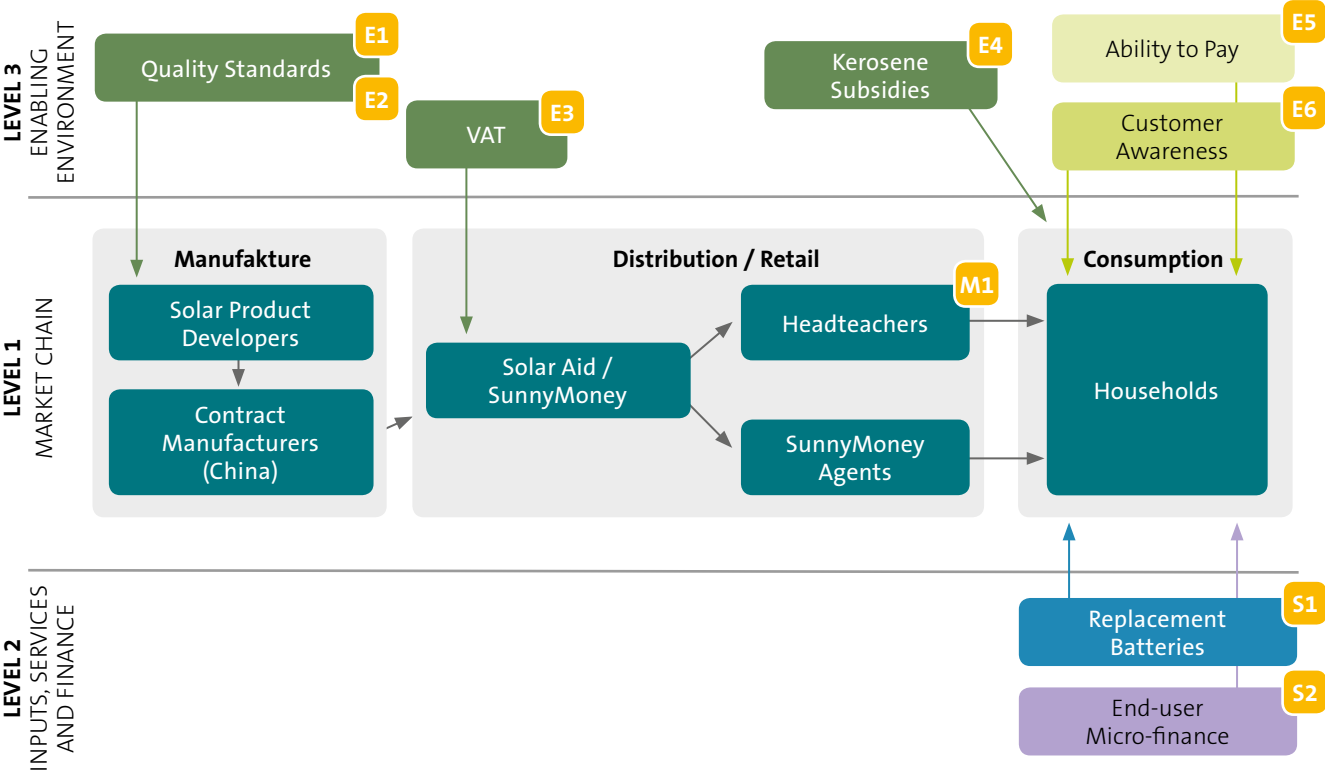 LEVEL 3
ENABLING
ENVIRONMENT
Quality Standards
E1
E2
VAT
E3
Kerosene
Subsidies
E4
Ability to Pay
E5
Customer
Awareness
E6
LEVEL 1
MARKET CHAIN
Manufakture
Solar Product
Developers
Contract
Manufacturers
(China)
Distribution / Retail
Solar Aid /
SunnyMoney
Headteachers
M1
SunnyMoney
Agents
Consumption
Households
LEVEL 2
INPUTS, SERVICES
AND FINANCE
Replacement
Batteries
S1
End-user
Micro-finance
S2